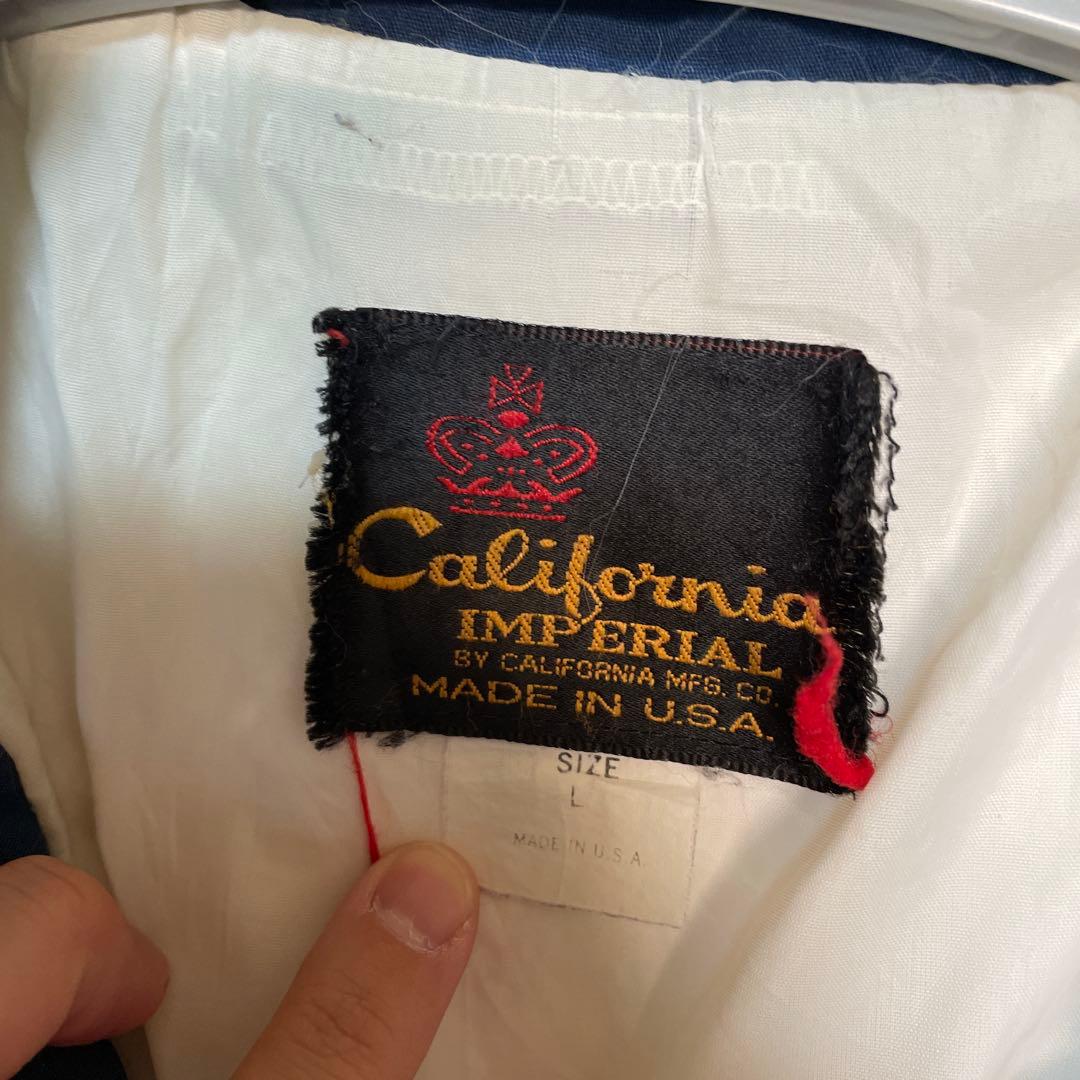 California
IMPERIAL
BY CALIFORNIA MFG. CO.
MADE IN U.S.A.
SIZE
L
MADE IN U.S.A.